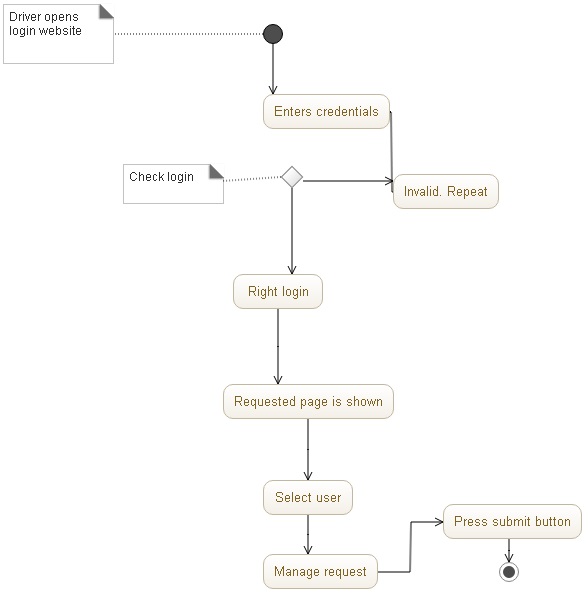 Driver opens
login website
Enters credentials
Check login
Invalid. Repeat
Right login
Requested page is shown
Select user
Press submit button
Manage request